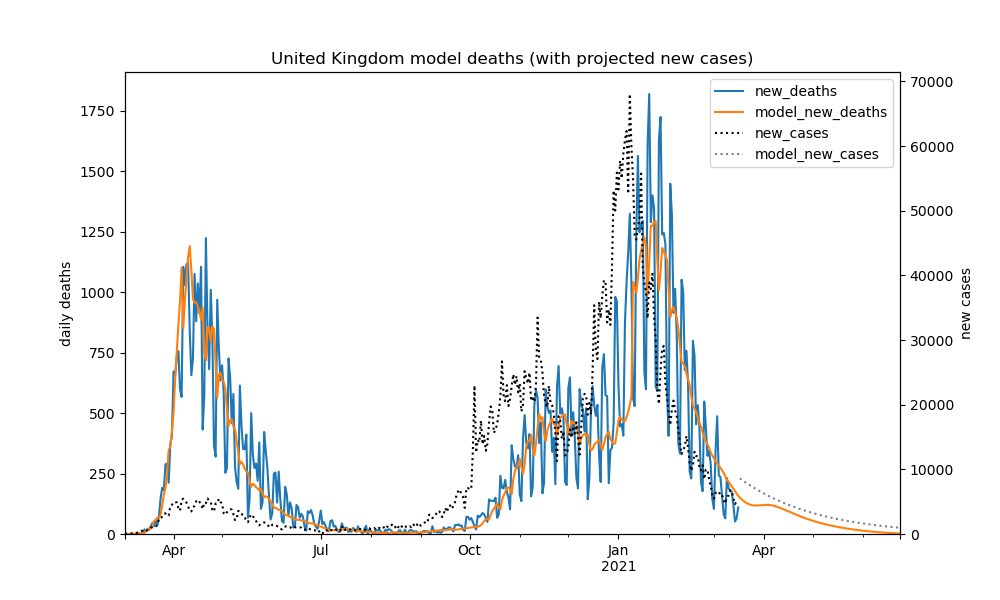 United Kingdom model deaths (with projected new cases)
new_deaths
model_new_deaths
new_cases
model_new_cases
daily deaths
1750
1500
1250
1000
750
500
250
0
70000
60000
50000
40000
30000
20000
10000
0
new cases
Apr
Jul
Oct
Jan
2021
Apr